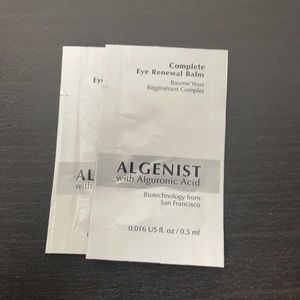 Complete
Eye Renewal Balm
Baume Yeux
Régénérant Complet
ALGENIST
with Alguronic Acid
Biotechnology from
San Francisco
0.016 US fl. oz / 0.5 ml
Ey